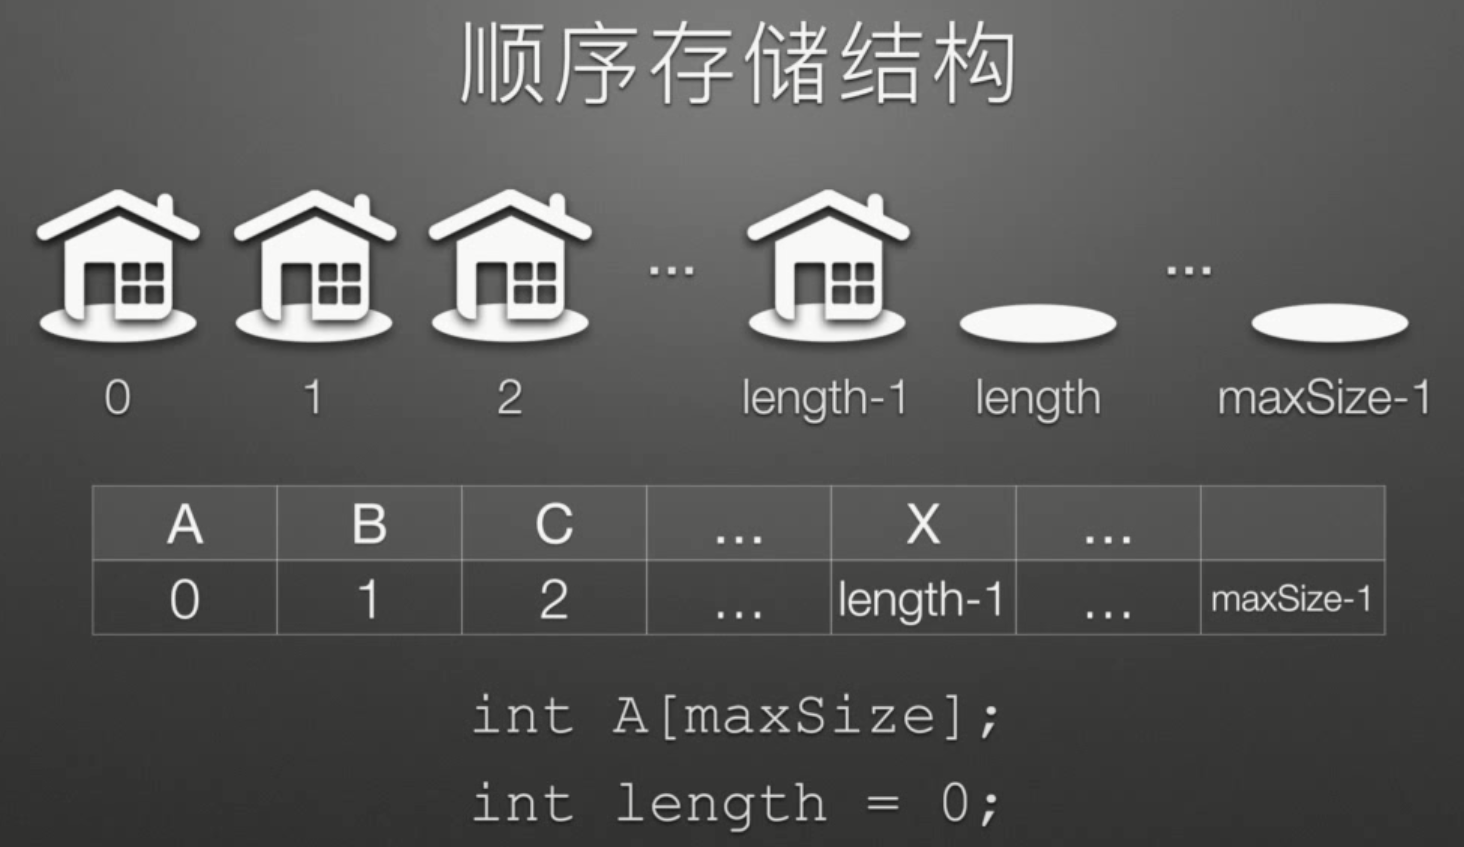 顺序存储结构
... ...
0 1 2 length-1 length maxSize-1
A B C ... X ...
0 1 2 ... length-1 ... maxSize-1
int A[maxSize];
int length = 0;